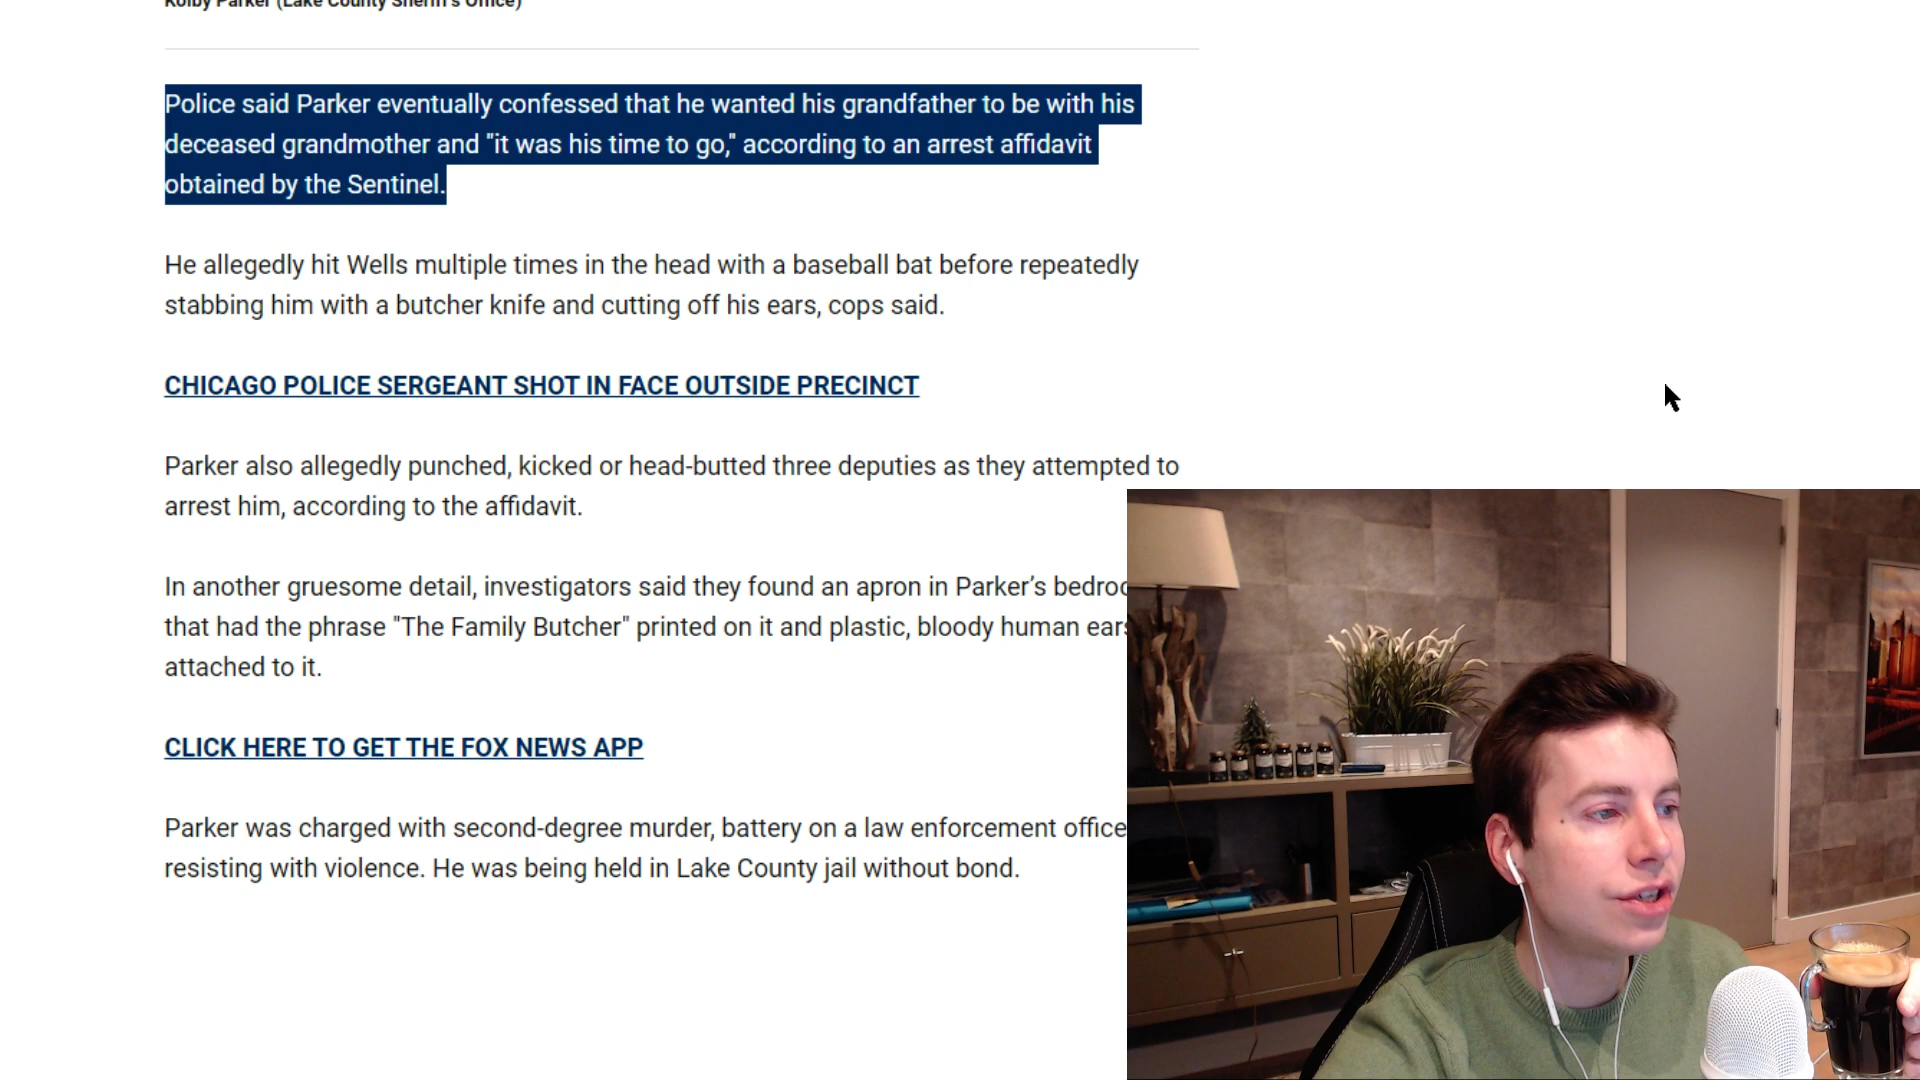 Kolby Parker (Lake County Sheriff's Office)
Police said Parker eventually confessed that he wanted his grandfather to be with his
deceased grandmother and "it was his time to go," according to an arrest affidavit
obtained by the Sentinel.
He allegedly hit Wells multiple times in the head with a baseball bat before repeatedly
stabbing him with a butcher knife and cutting off his ears, cops said.
CHICAGO POLICE SERGEANT SHOT IN FACE OUTSIDE PRECINCT
Parker also allegedly punched, kicked or head-butted three deputies as they attempted to
arrest him, according to the affidavit.
In another gruesome detail, investigators said they found an apron in Parker’s
that had the phrase "The Family Butcher" printed on it and plastic, bloody human ears
attached to it.
CLICK HERE TO GET THE FOX NEWS APP
Parker was charged with second-degree murder, battery on a law enforcement
resisting with violence. He was being held in Lake County jail without bond.